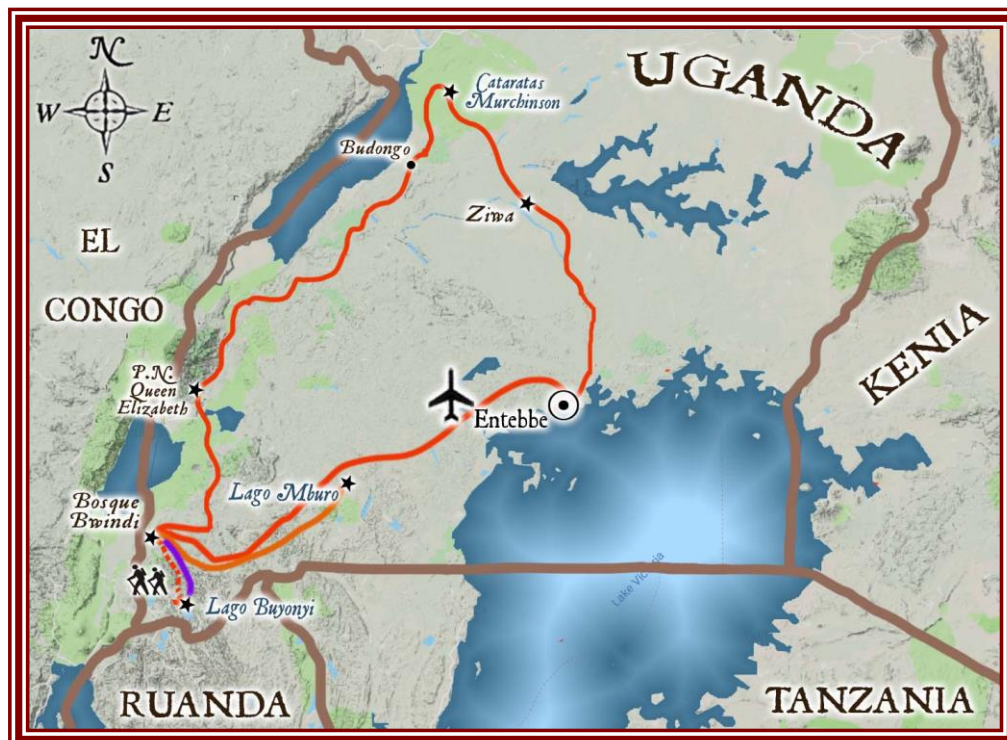 N
W E
S
UGANDA
Cataratas
Murchinson
Budongo
Ziwa
EL
CONGO
KENIA
P.N.
Queen
Elizabeth
Entebbe
Lago Mburo
Bosque
Bwindi
Lake Victoria
Lago Buyonyi
RUANDA
TANZANIA